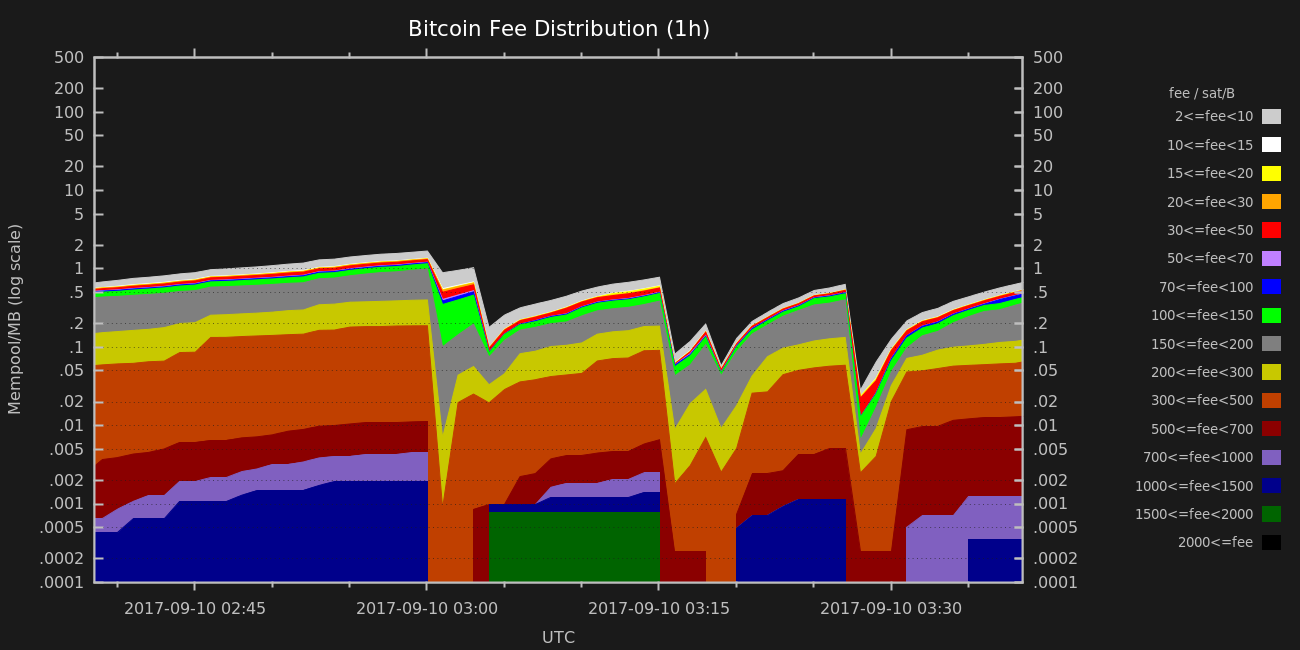 Bitcoin Fee Distribution (1h)
Mempool/MB (log scale)
500
200
100
50
20
10
5
2
1
.5
.2
.1
.05
.02
.01
.005
.002
.001
.0005
.0002
.0001
500
200
100
50
20
10
5
2
1
.5
.2
.1
.05
.02
.01
.005
.002
.001
.0005
.0002
.0001
2017-09-10 02:45
2017-09-10 03:00
2017-09-10 03:15
2017-09-10 03:30
UTC
fee / sat/B
2<=fee<10
10<=fee<15
15<=fee<20
20<=fee<30
30<=fee<50
50<=fee<70
70<=fee<100
100<=fee<150
150<=fee<200
200<=fee<300
300<=fee<500
500<=fee<700
700<=fee<1000
1000<=fee<1500
1500<=fee<2000
2000<=fee